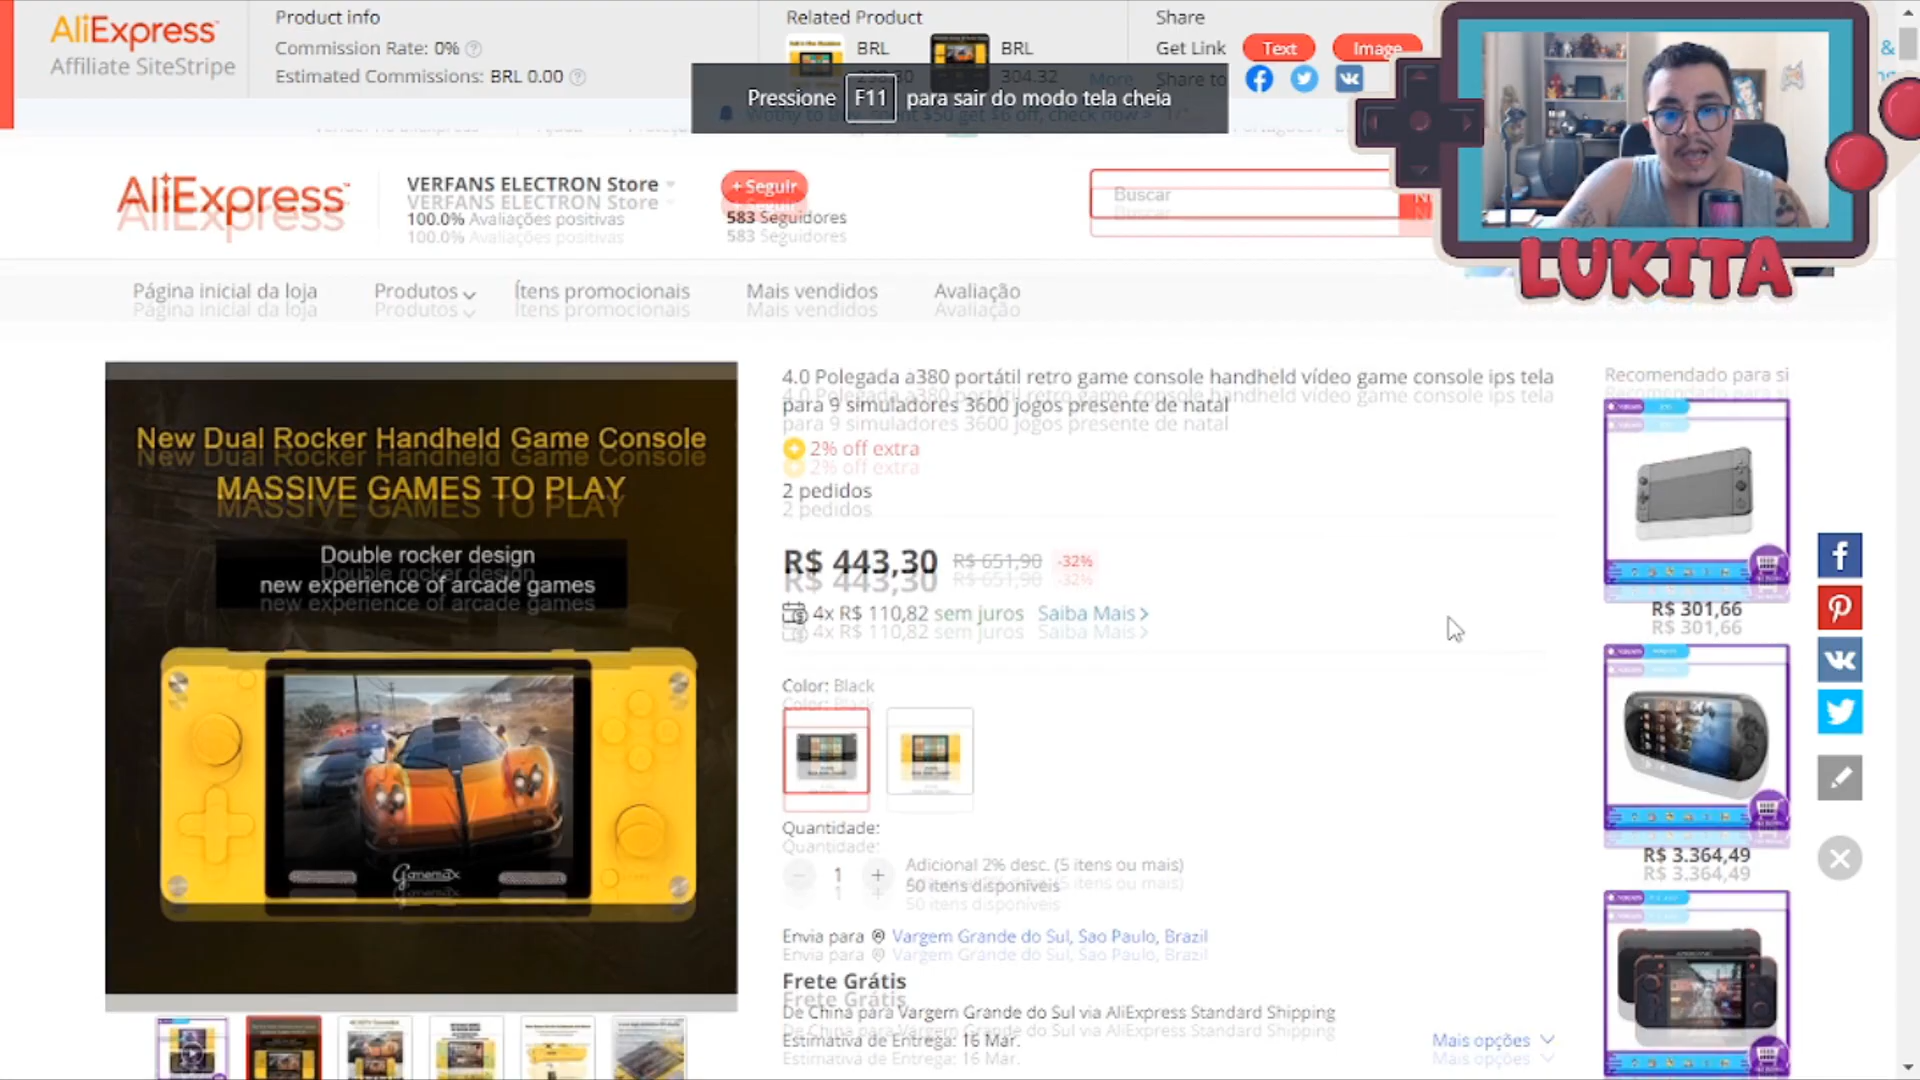 AliExpress
Affiliate SiteStripe
Product info
Commission Rate: 0%
Estimated Commissions: BRL 0.00
Related Product
BRL
BRL
304.32
More
Share
Get Link
Text
Image
Share to
Pressione F11 para sair do modo tela cheia
AliExpress
VERFANS ELECTRON Store
100.0% Avaliações positivas
+ Seguir
583 Seguidores
Buscar
LUKITA
Página inicial da loja
Produtos
Ítens promocionais
Mais vendidos
Avaliação
New Dual Rocker Handheld Game Console
MASSIVE GAMES TO PLAY
Double rocker design
new experience of arcade games
Gamemax
4.0 Polegada a380 portátil retro game console handheld vídeo game console ips tela
para 9 simuladores 3600 jogos presente de natal
2% off extra
2 pedidos
R$ 443,30 R$ 651,90 -32%
4x R$ 110,82 sem juros Saiba Mais
Color: Black
Quantidade:
1
Adicional 2% desc. (5 itens ou mais)
50 itens disponíveis
Envia para Vargem Grande do Sul, Sao Paulo, Brazil
Frete Grátis
De China para Vargem Grande do Sul via AliExpress Standard Shipping
Estimativa de Entrega: 16 Mar.
Mais opções
Recomendado para si
R$ 301,66
R$ 3.364,49